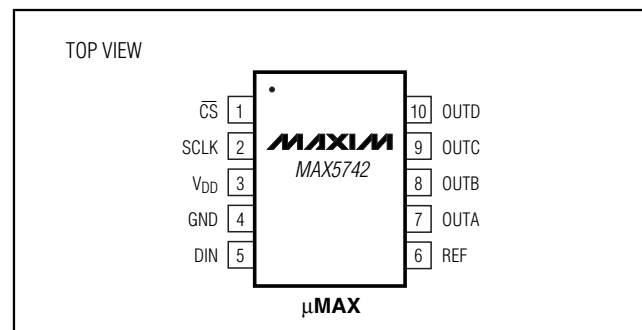 TOP VIEW
CS 1
SCLK 2
VDD 3
GND 4
DIN 5
MAXIM
MAX5742
10 OUTD
9 OUTC
8 OUTB
7 OUTA
6 REF
µMAX